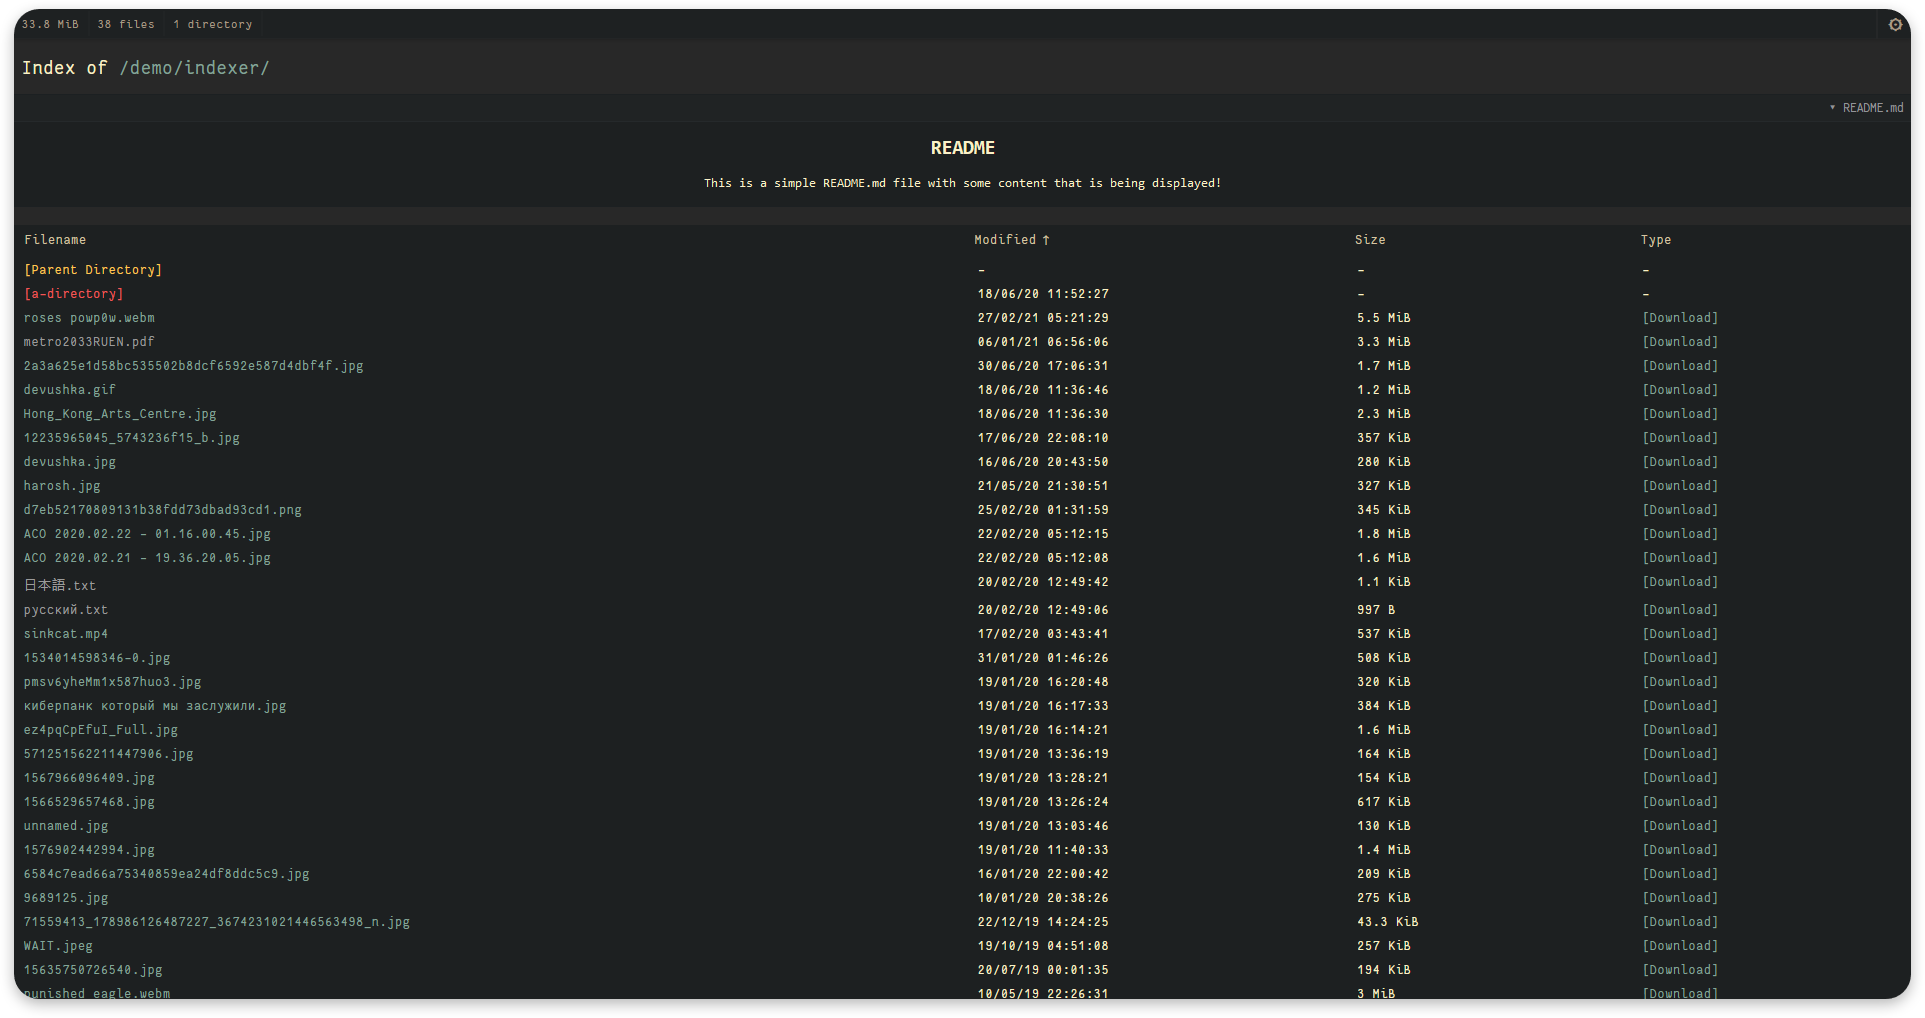 33.8 MiB 38 files 1 directory
Index of /demo/indexer/
▾ README.md
README
This is a simple README.md file with some content that is being displayed!
Filename Modified ↑ Size Type
[Parent Directory] - - -
[a-directory] 18/06/20 11:52:27 - -
roses powp0w.webm 27/02/21 05:21:29 5.5 MiB [Download]
metro2033RUEN.pdf 06/01/21 06:56:06 3.3 MiB [Download]
2a3a625e1d58bc535502b8dcf6592e587d4dbf4f.jpg 30/06/20 17:06:31 1.7 MiB [Download]
devushka.gif 18/06/20 11:36:46 1.2 MiB [Download]
Hong_Kong_Arts_Centre.jpg 18/06/20 11:36:30 2.3 MiB [Download]
12235965045_5743236f15_b.jpg 17/06/20 22:08:10 357 KiB [Download]
devushka.jpg 16/06/20 20:43:50 280 KiB [Download]
harosh.jpg 21/05/20 21:30:51 327 KiB [Download]
d7eb52170809131b38fdd73dbad93cd1.png 25/02/20 01:31:59 345 KiB [Download]
ACO 2020.02.22 - 01.16.00.45.jpg 22/02/20 05:12:15 1.8 MiB [Download]
ACO 2020.02.21 - 19.36.20.05.jpg 22/02/20 05:12:08 1.6 MiB [Download]
日本語.txt 20/02/20 12:49:42 1.1 KiB [Download]
русский.txt 20/02/20 12:49:06 997 B [Download]
sinkcat.mp4 17/02/20 03:43:41 537 KiB [Download]
1534014598346-0.jpg 31/01/20 01:46:26 508 KiB [Download]
pmsv6yheMm1x587huo3.jpg 19/01/20 16:20:48 320 KiB [Download]
киберпанк который мы заслужили.jpg 19/01/20 16:17:33 384 KiB [Download]
ez4pqCpEfuI_Full.jpg 19/01/20 16:14:21 1.6 MiB [Download]
571251562211447906.jpg 19/01/20 13:36:19 164 KiB [Download]
1567966096409.jpg 19/01/20 13:28:21 154 KiB [Download]
1566529657468.jpg 19/01/20 13:26:24 617 KiB [Download]
unnamed.jpg 19/01/20 13:03:46 130 KiB [Download]
1576902442994.jpg 19/01/20 11:40:33 1.4 MiB [Download]
6584c7ead66a75340859ea24df8ddc5c9.jpg 16/01/20 22:00:42 209 KiB [Download]
9689125.jpg 10/01/20 20:38:26 275 KiB [Download]
71559413_178986126487227_3674231021446563498_n.jpg 22/12/19 14:24:25 43.3 KiB [Download]
WAIT.jpeg 19/10/19 04:51:08 257 KiB [Download]
15635750726540.jpg 20/07/19 00:01:35 194 KiB [Download]
punished eagle.webm 10/05/19 22:26:31 3 MiB [Download]